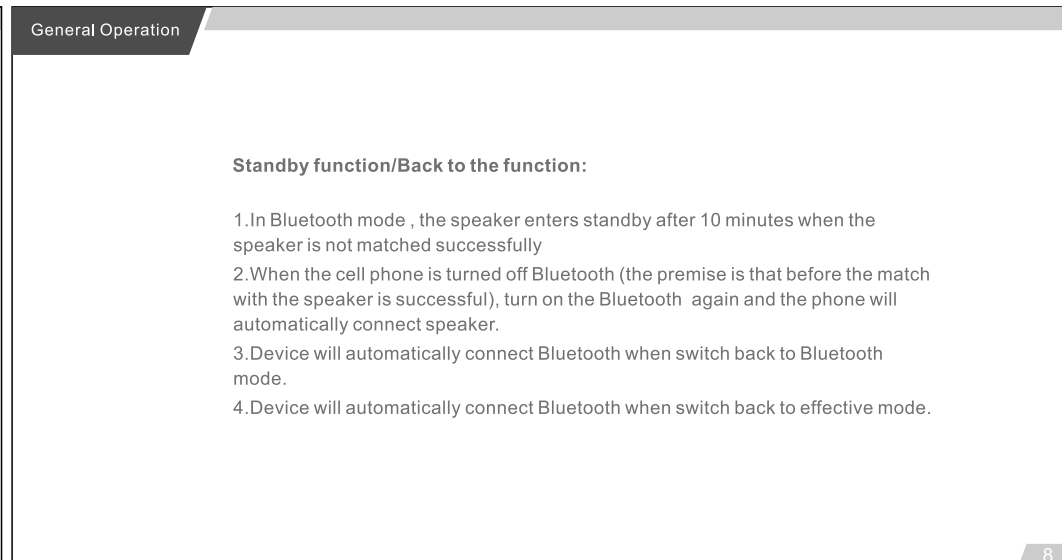 General Operation
Standby function/Back to the function:
1.In Bluetooth mode , the speaker enters standby after 10 minutes when the
speaker is not matched successfully
2.When the cell phone is turned off Bluetooth (the premise is that before the match
with the speaker is successful), turn on the Bluetooth  again and the phone will
automatically connect speaker.
3.Device will automatically connect Bluetooth when switch back to Bluetooth
mode.
4.Device will automatically connect Bluetooth when switch back to effective mode.
8